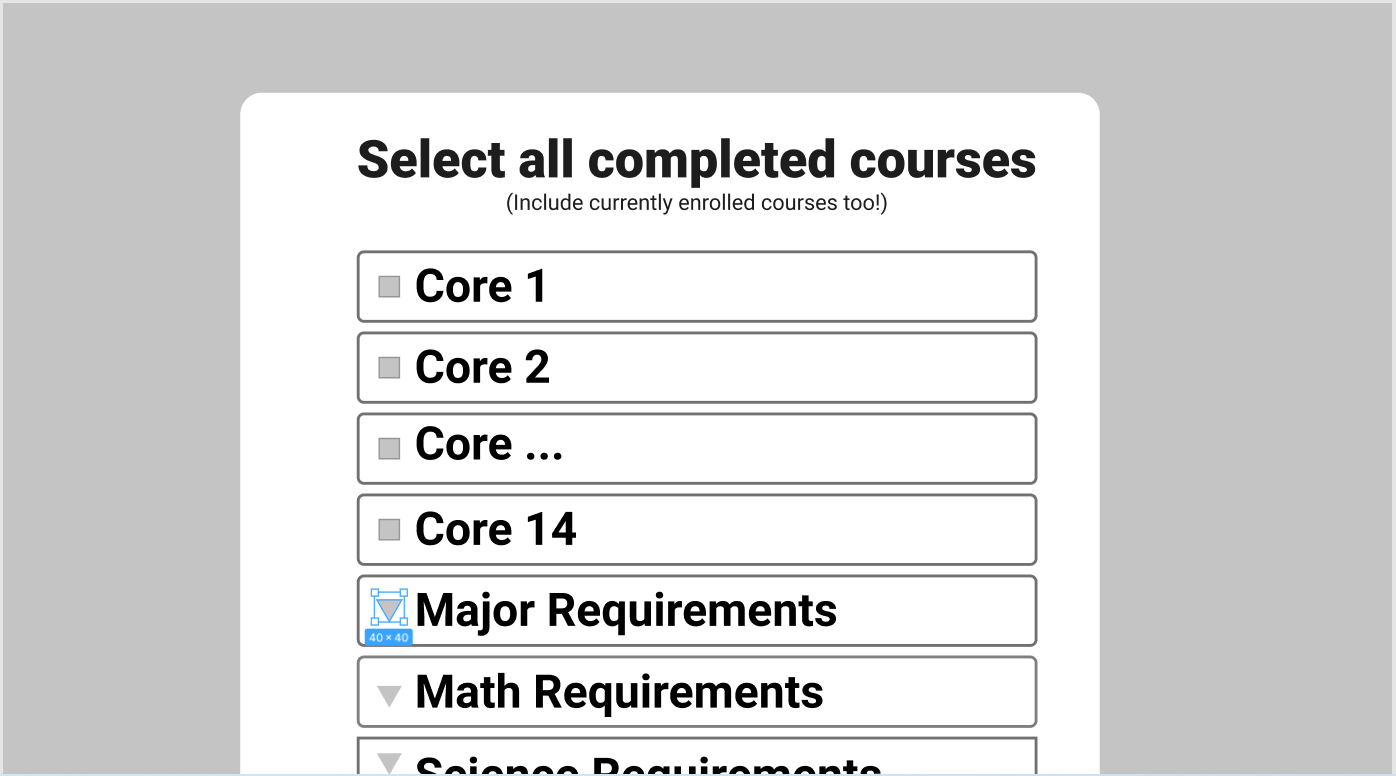 Select all completed courses
(Include currently enrolled courses too!)
Core 1
Core 2
Core ...
Core 14
Major Requirements
40 × 40
Math Requirements
Science Requirements